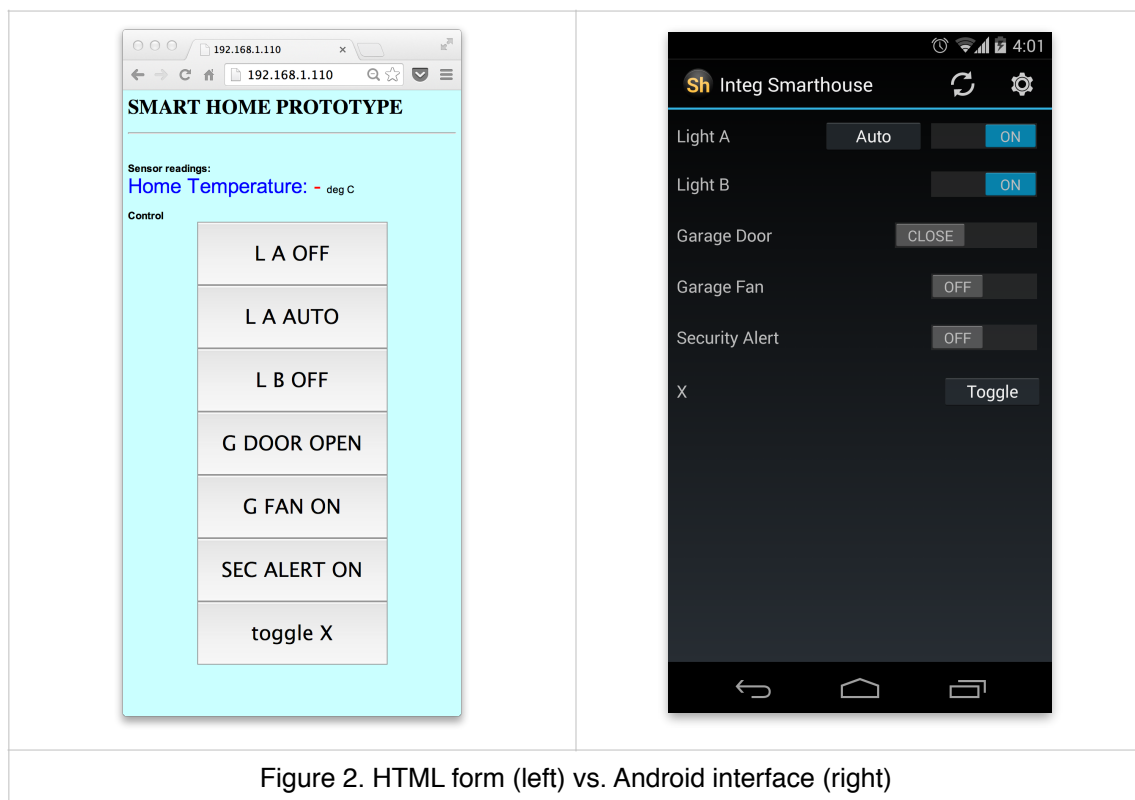 192.168.1.110
192.168.1.110
SMART HOME PROTOTYPE
Sensor readings:
Home Temperature: - deg C
Control
L A OFF
L A AUTO
L B OFF
G DOOR OPEN
G FAN ON
SEC ALERT ON
toggle X
4:01
Sh Integ Smarthouse
Light A Auto ON
Light B ON
Garage Door CLOSE
Garage Fan OFF
Security Alert OFF
X Toggle
Figure 2. HTML form (left) vs. Android interface (right)